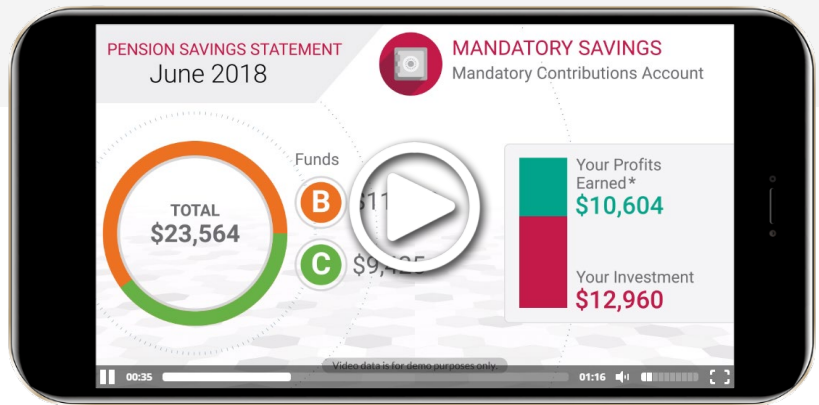 PENSION SAVINGS STATEMENT
June 2018
MANDATORY SAVINGS
Mandatory Contributions Account
TOTAL
$23,564
Funds
B
C
Your Profits
Earned*
$10,604
Your Investment
$12,960
Video data is for demo purposes only.
00:35
01:16